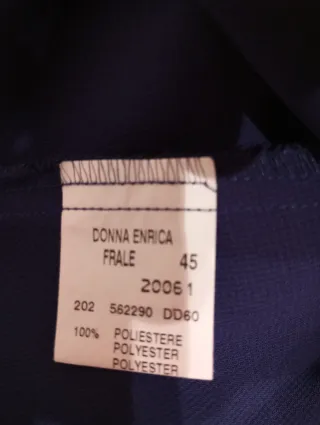 DONNA ENRICA
FRALE 45
20061
202 562290 DD60
100% POLIESTERE
POLYESTER
POLYESTER